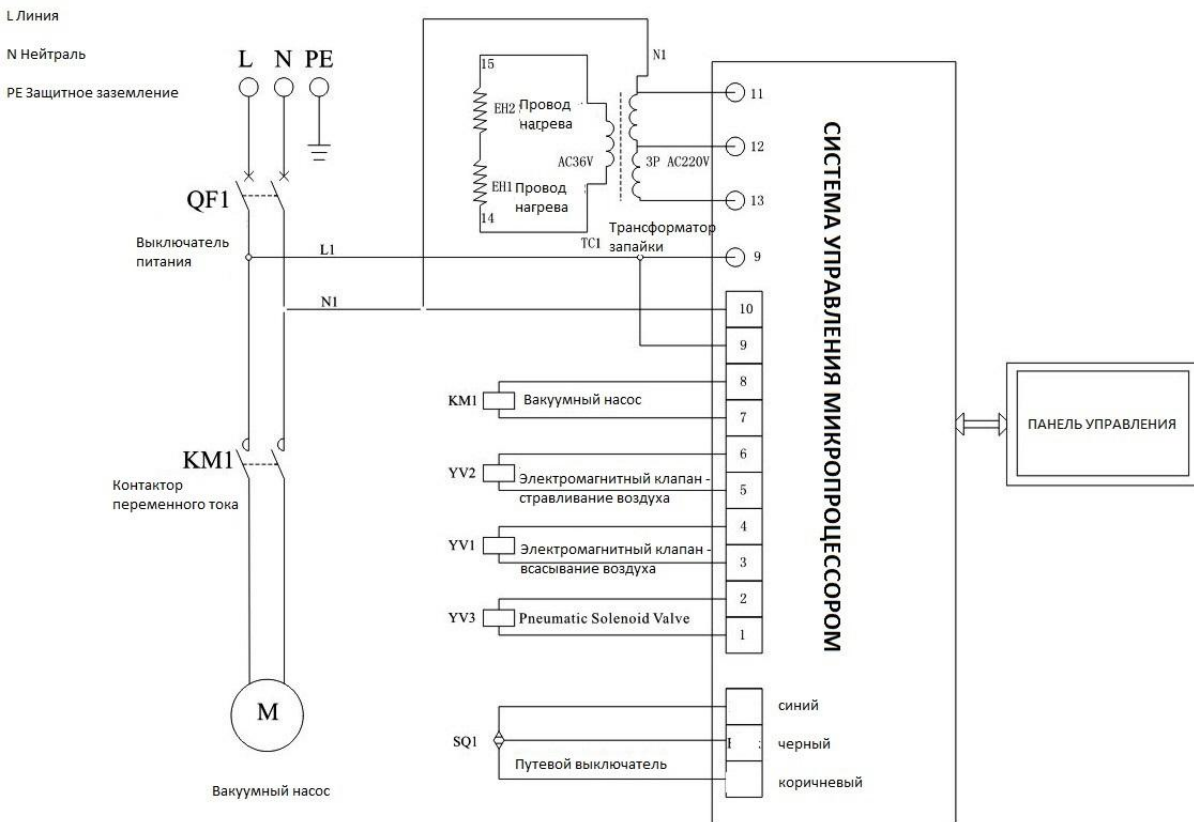 L Линия
N Нейтраль
PE Защитное заземление
L N PE
QF1
Выключатель
питания
L1
N1
KM1
Контактор
переменного тока
M
Вакуумный насос
N1
15
EH2
Провод
нагрева
EH1
Провод
нагрева
14
AC36V
3P AC220V
TC1
Трансформатор
запайки
11
12
13
9
10
9
8
7
6
5
4
3
2
1
KM1
Вакуумный насос
YV2
Электромагнитный клапан -
стравливание воздуха
YV1
Электромагнитный клапан -
всасывание воздуха
YV3
Pneumatic Solenoid Valve
SQ1
Путевой выключатель
синий
черный
коричневый
СИСТЕМА УПРАВЛЕНИЯ МИКРОПРОЦЕССОРОМ
ПАНЕЛЬ УПРАВЛЕНИЯ